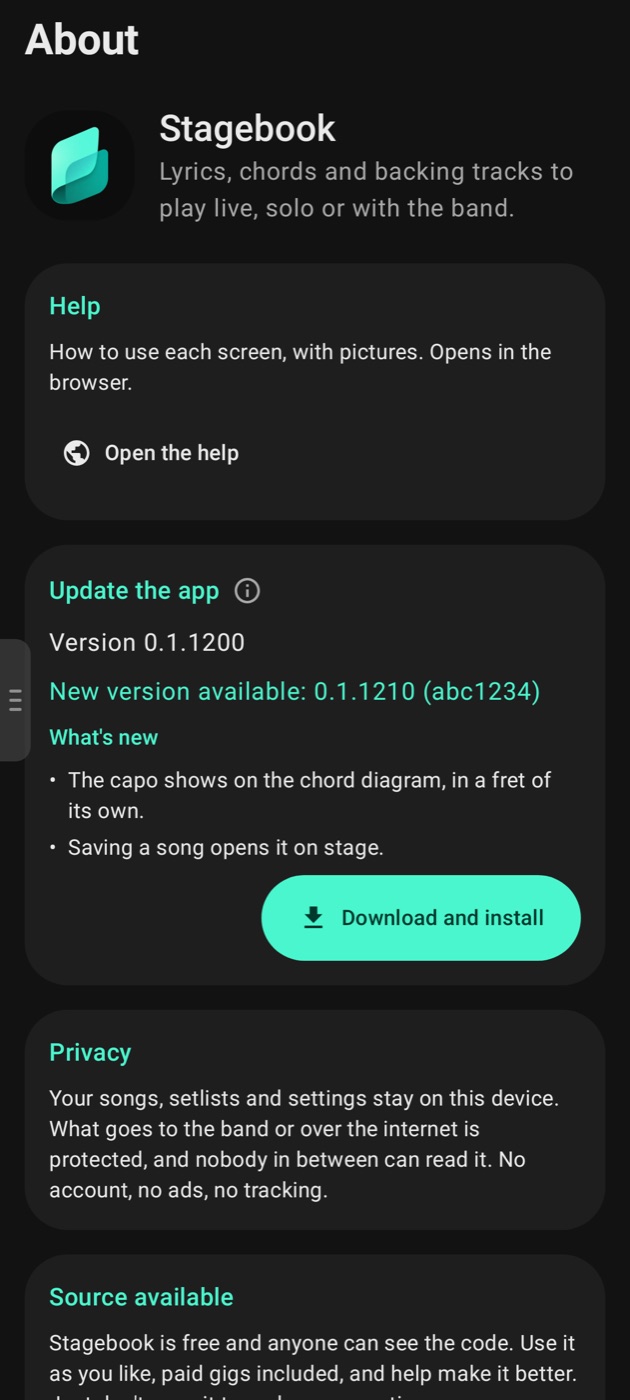 About
Stagebook
Lyrics, chords and backing tracks to
play live, solo or with the band.
Help
How to use each screen, with pictures. Opens in the
browser.
Open the help
Update the app
Version 0.1.1200
New version available: 0.1.1210 (abc1234)
What's new
• The capo shows on the chord diagram, in a fret of
its own.
• Saving a song opens it on stage.
Download and install
Privacy
Your songs, setlists and settings stay on this device.
What goes to the band or over the internet is
protected, and nobody in between can read it. No
account, no ads, no tracking.
Source available
Stagebook is free and anyone can see the code. Use it
as you like, paid gigs included, and help make it better.